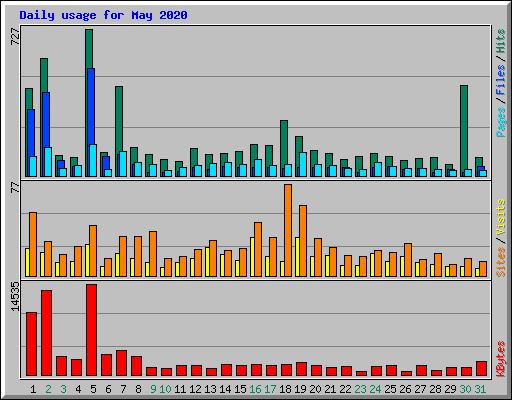 Daily usage for May 2020
727
Pages / Files / Hits
77
Sites / Visits
14535
KBytes
1 2 3 4 5 6 7 8 9 10 11 12 13 14 15 16 17 18 19 20 21 22 23 24 25 26 27 28 29 30 31